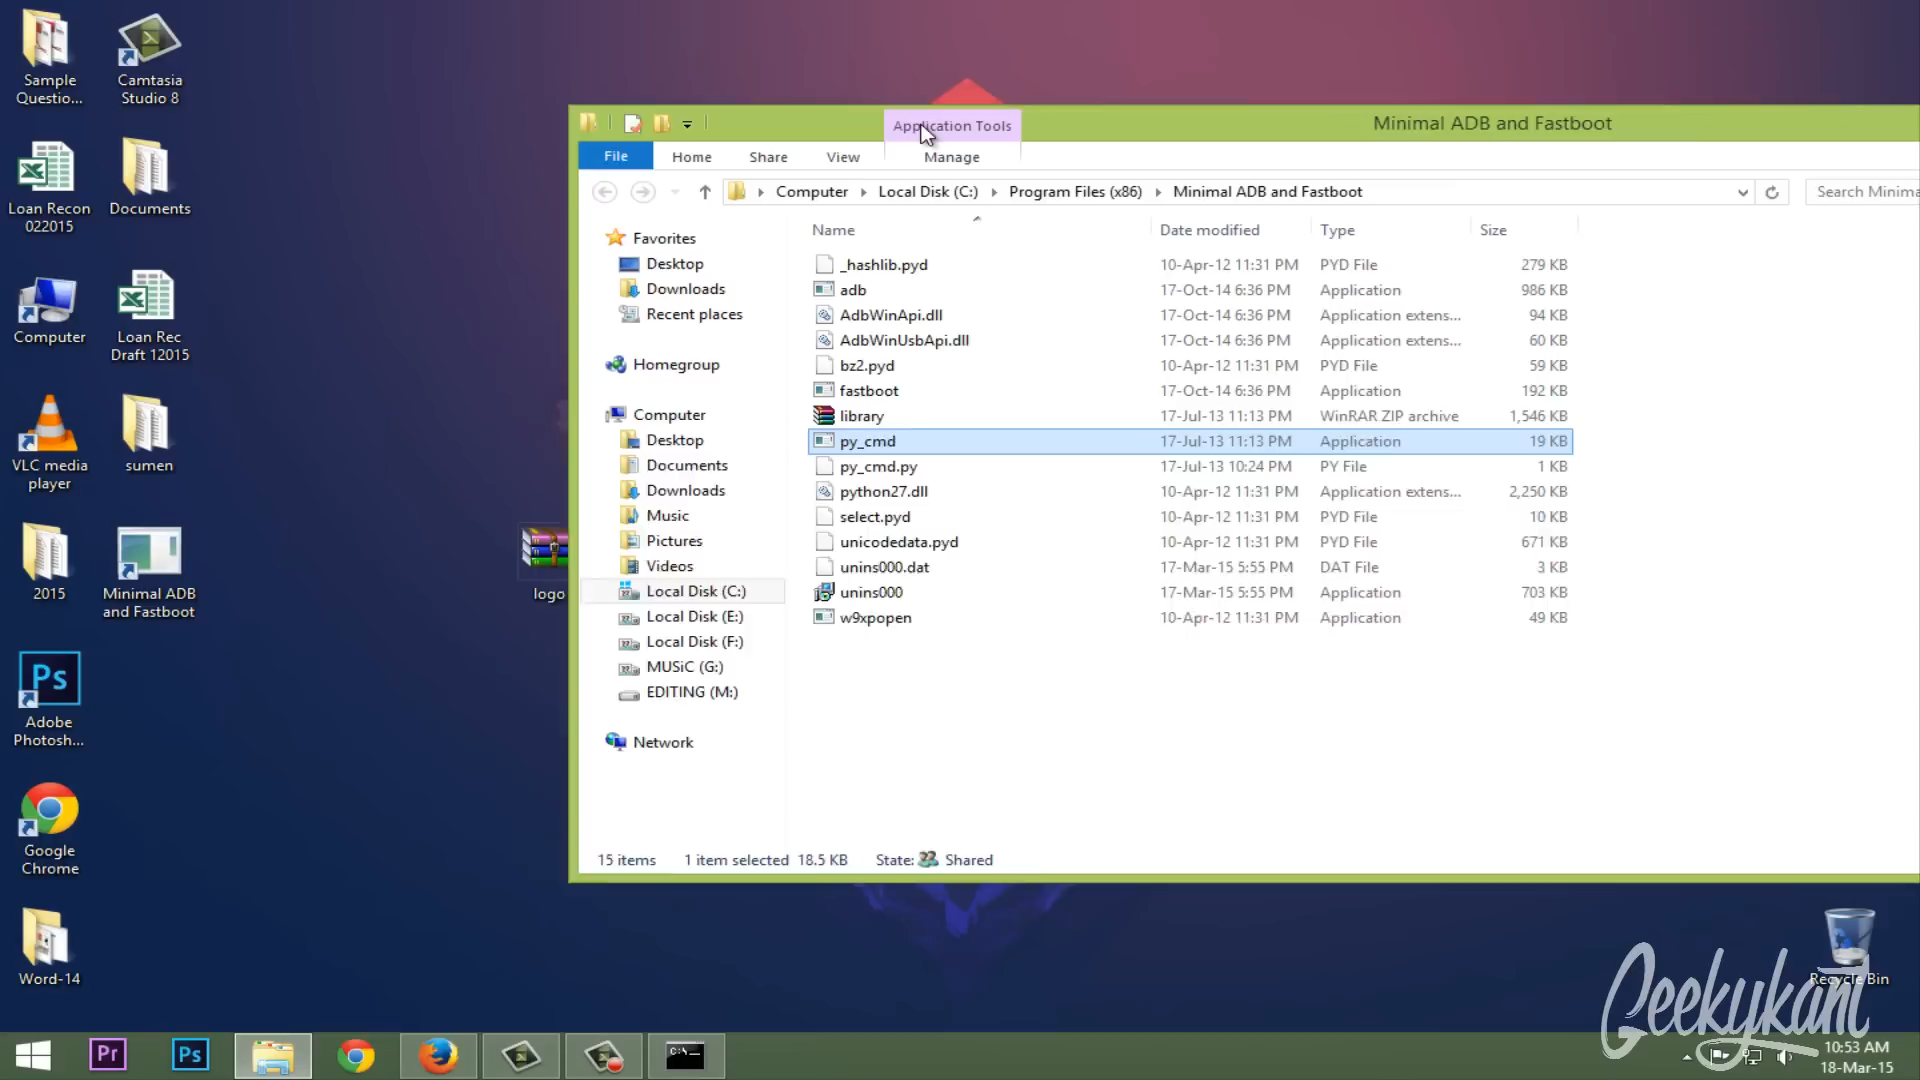 Sample
Questio...
Camtasia
Studio 8
Loan Recon
022015
Documents
Computer
Loan Rec
Draft 12015
VLC media
player
sumen
2015
Minimal ADB
and Fastboot
Ps
Adobe
Photosh...
Google
Chrome
Word-14
logo
Application Tools
Minimal ADB and Fastboot
File
Home
Share
View
Manage
Computer
Local Disk (C:)
Program Files (x86)
Minimal ADB and Fastboot
Search Minima
Name
Date modified
Type
Size
Favorites
Desktop
Downloads
Recent places
Homegroup
Computer
Desktop
Documents
Downloads
Music
Pictures
Videos
Local Disk (C:)
Local Disk (E:)
Local Disk (F:)
MUSiC (G:)
EDITING (M:)
Network
_hashlib.pyd 10-Apr-12 11:31 PM PYD File 279 KB
adb 17-Oct-14 6:36 PM Application 986 KB
AdbWinApi.dll 17-Oct-14 6:36 PM Application extens... 94 KB
AdbWinUsbApi.dll 17-Oct-14 6:36 PM Application extens... 60 KB
bz2.pyd 10-Apr-12 11:31 PM PYD File 59 KB
fastboot 17-Oct-14 6:36 PM Application 192 KB
library 17-Jul-13 11:13 PM WinRAR ZIP archive 1,546 KB
py_cmd 17-Jul-13 11:13 PM Application 19 KB
py_cmd.py 17-Jul-13 10:24 PM PY File 1 KB
python27.dll 10-Apr-12 11:31 PM Application extens... 2,250 KB
select.pyd 10-Apr-12 11:31 PM PYD File 10 KB
unicodedata.pyd 10-Apr-12 11:31 PM PYD File 671 KB
unins000.dat 17-Mar-15 5:55 PM DAT File 3 KB
unins000 17-Mar-15 5:55 PM Application 703 KB
w9xpopen 10-Apr-12 11:31 PM Application 49 KB
15 items 1 item selected 18.5 KB State: Shared
Recycle Bin
Geekykant
Pr
Ps
C:\
10:53 AM
18-Mar-15